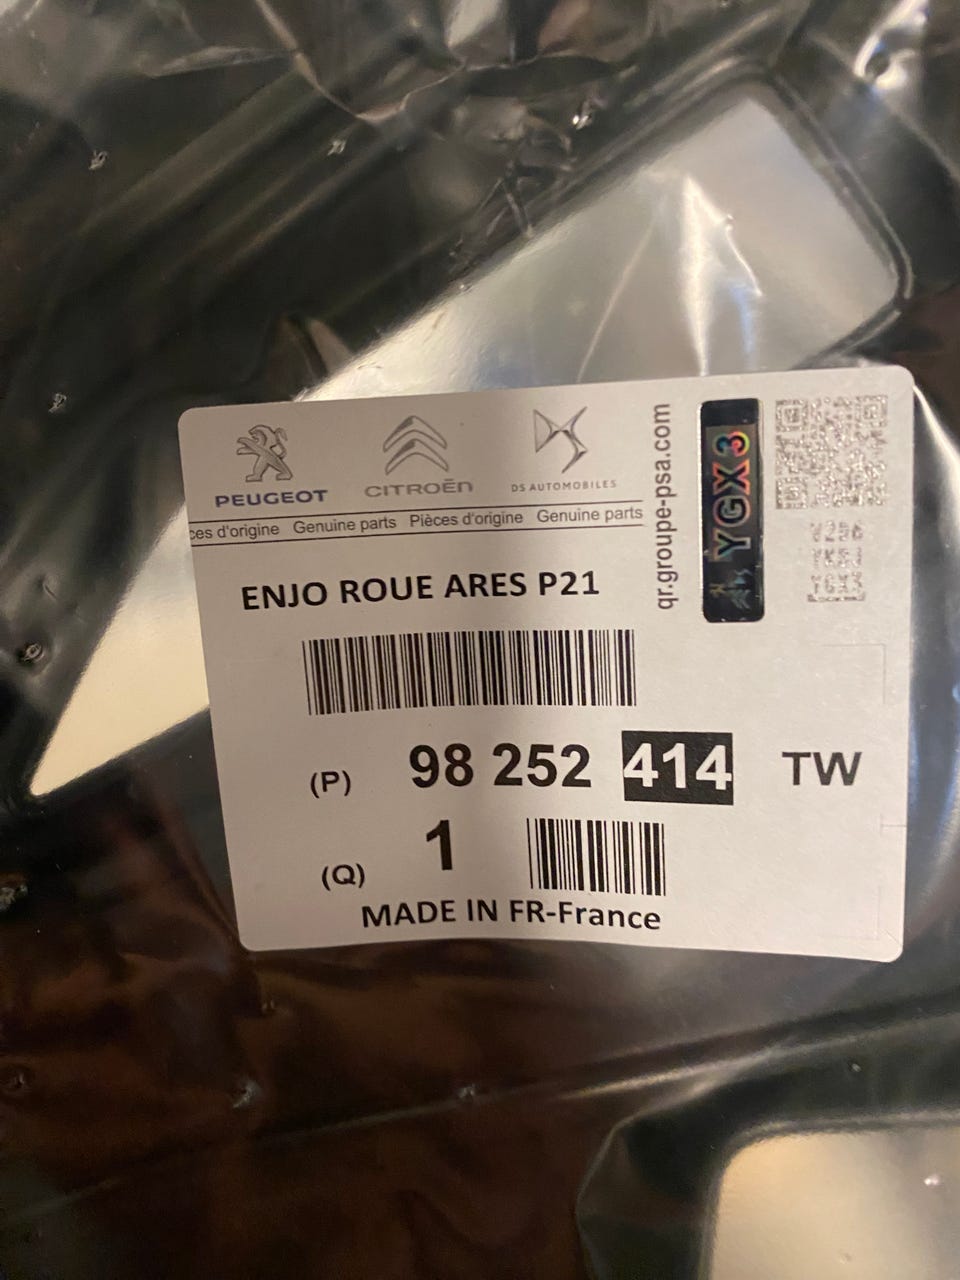 PEUGEOT
CITROËN
DS AUTOMOBILES
ces d'origine Genuine parts Pièces d'origine Genuine parts
qr.groupe-psa.com
YGX3
ENJO ROUE ARES P21
(P) 98 252 414 TW
(Q) 1
MADE IN FR-France